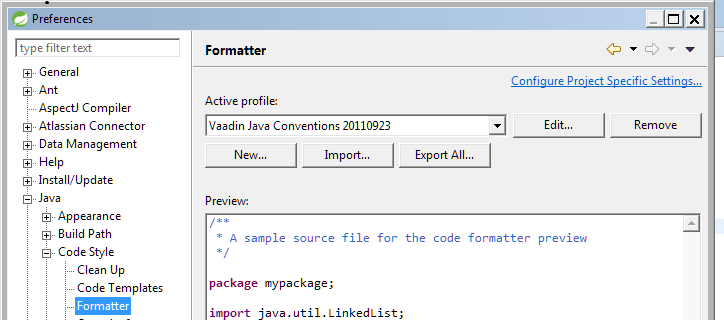 Preferences
type filter text
General
Ant
AspectJ Compiler
Atlassian Connector
Data Management
Help
Install/Update
Java
Appearance
Build Path
Code Style
Clean Up
Code Templates
Formatter
Formatter
Configure Project Specific Settings...
Active profile:
Vaadin Java Conventions 20110923
Edit...
Remove
New...
Import...
Export All...
Preview:
/**
* A sample source file for the code formatter preview
*/
package mypackage;
import java.util.LinkedList;